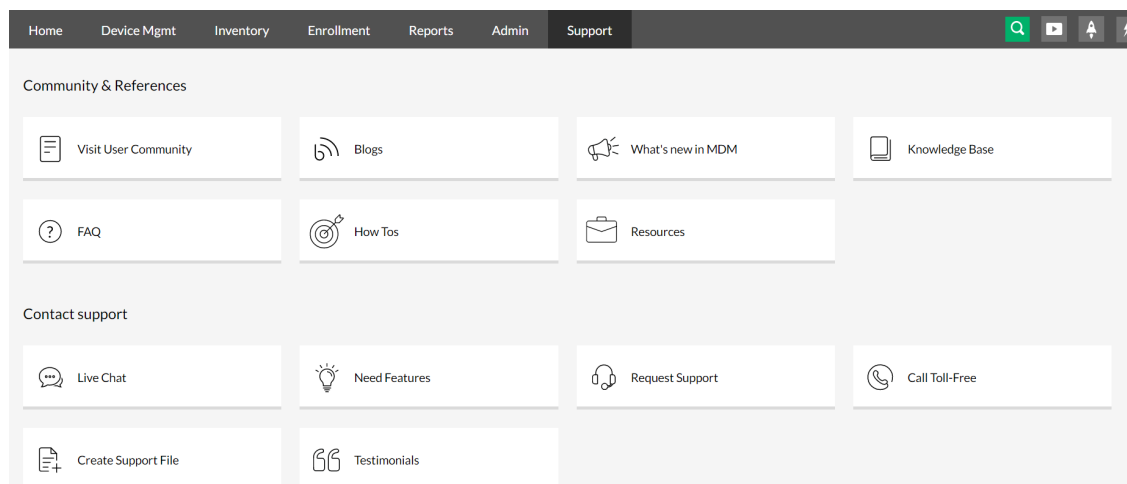 Home Device Mgmt Inventory Enrollment Reports Admin Support
Community & References
Visit User Community
Blogs
What's new in MDM
Knowledge Base
FAQ
How Tos
Resources
Contact support
Live Chat
Need Features
Request Support
Call Toll-Free
Create Support File
Testimonials